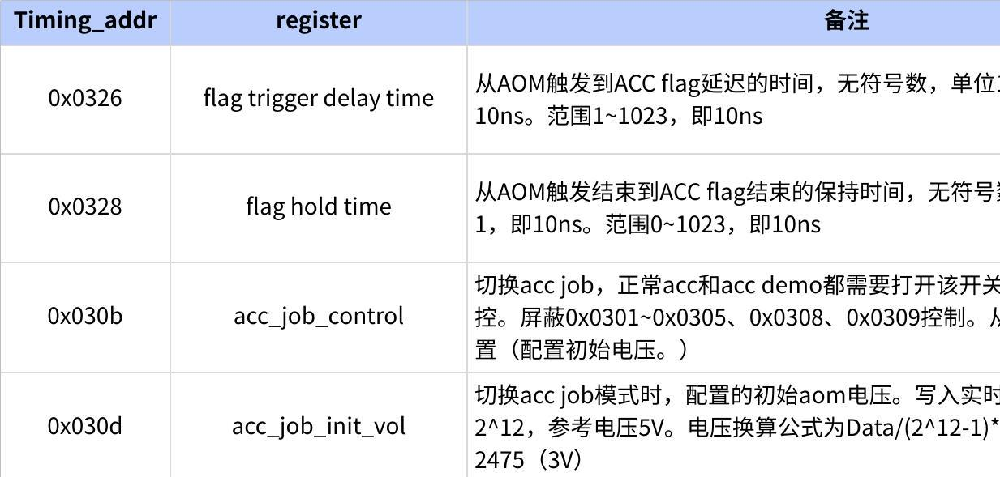 Timing_addr register 备注
0x0326 flag trigger delay time 从AOM触发到ACC flag延迟的时间，无符号数，单位
10ns。范围1~1023，即10ns
0x0328 flag hold time 从AOM触发结束到ACC flag结束的保持时间，无符号
1，即10ns。范围0~1023，即10ns
0x030b acc_job_control 切换acc job，正常acc和acc demo都需要打开该开关
控。屏蔽0x0301~0x0305、0x0308、0x0309控制。从
置（配置初始电压。）
0x030d acc_job_init_vol 切换acc job模式时，配置的初始aom电压。写入实时
2^12，参考电压5V。电压换算公式为Data/(2^12-1)*
2475（3V）